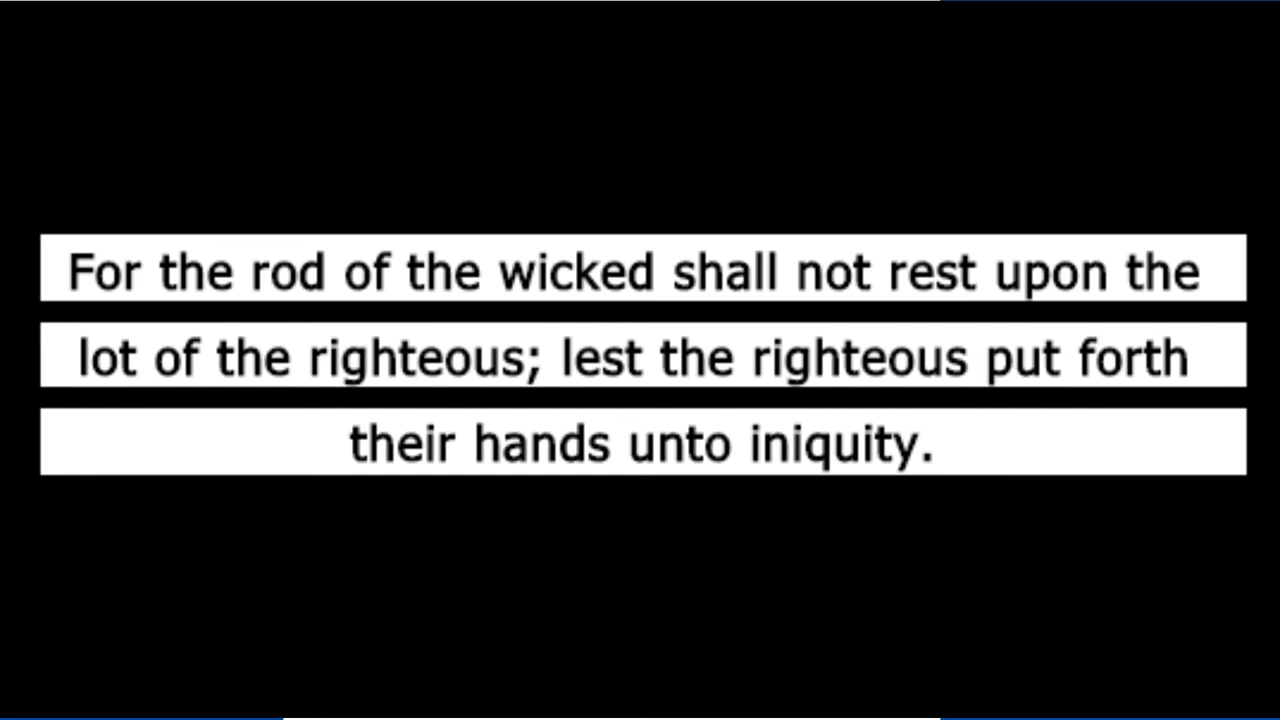 For the rod of the wicked shall not rest upon the
lot of the righteous; lest the righteous put forth
their hands unto iniquity.